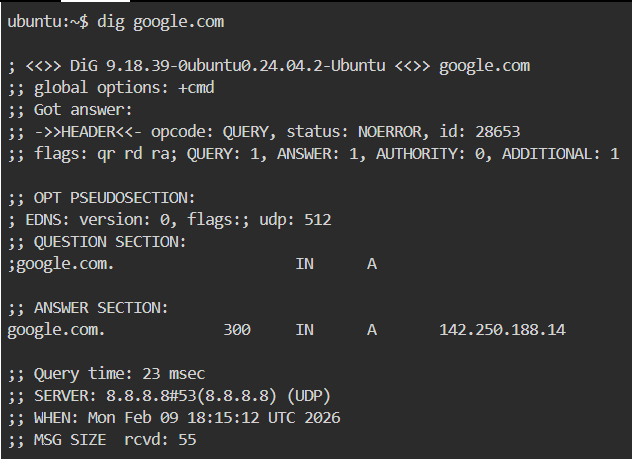 ubuntu:~$ dig google.com

; <<>> DiG 9.18.39-0ubuntu0.24.04.2-Ubuntu <<>> google.com
;; global options: +cmd
;; Got answer:
;; ->>HEADER<<- opcode: QUERY, status: NOERROR, id: 28653
;; flags: qr rd ra; QUERY: 1, ANSWER: 1, AUTHORITY: 0, ADDITIONAL: 1

;; OPT PSEUDOSECTION:
; EDNS: version: 0, flags:; udp: 512
;; QUESTION SECTION:
;google.com.			IN	A

;; ANSWER SECTION:
google.com.		300	IN	A	142.250.188.14

;; Query time: 23 msec
;; SERVER: 8.8.8.8#53(8.8.8.8) (UDP)
;; WHEN: Mon Feb 09 18:15:12 UTC 2026
;; MSG SIZE  rcvd: 55